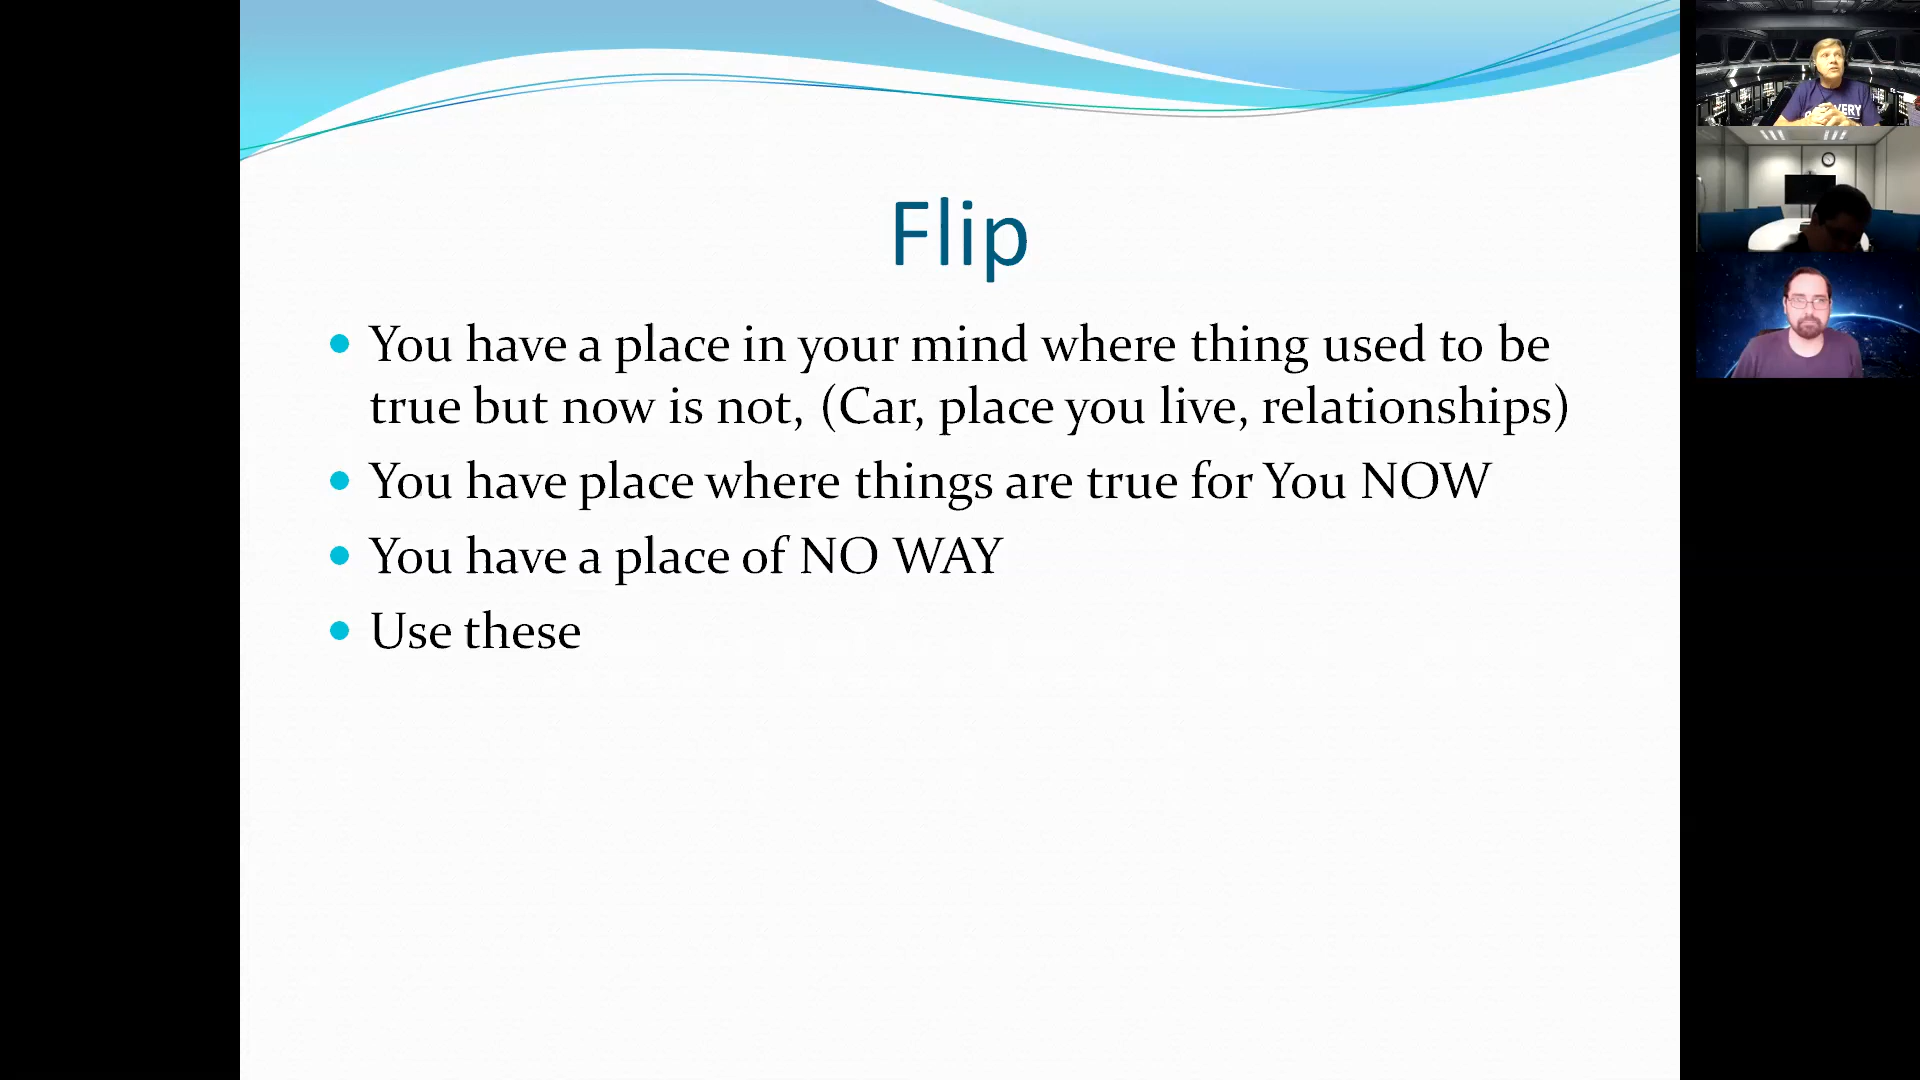 Flip
You have a place in your mind where thing used to be
true but now is not, (Car, place you live, relationships)
You have place where things are true for You NOW
You have a place of NO WAY
Use these